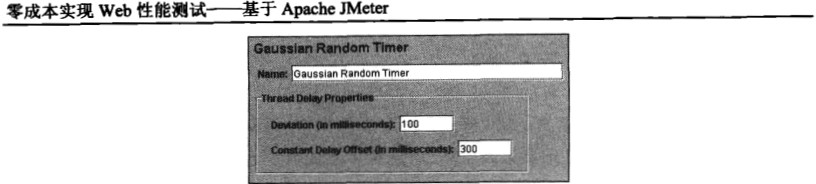 零成本实现 Web 性能测试——基于 Apache JMeter
Gaussian Random Timer
Name: Gaussian Random Timer
Thread Delay Properties
Deviation (in milliseconds): 100
Constant Delay Offset (in milliseconds): 300